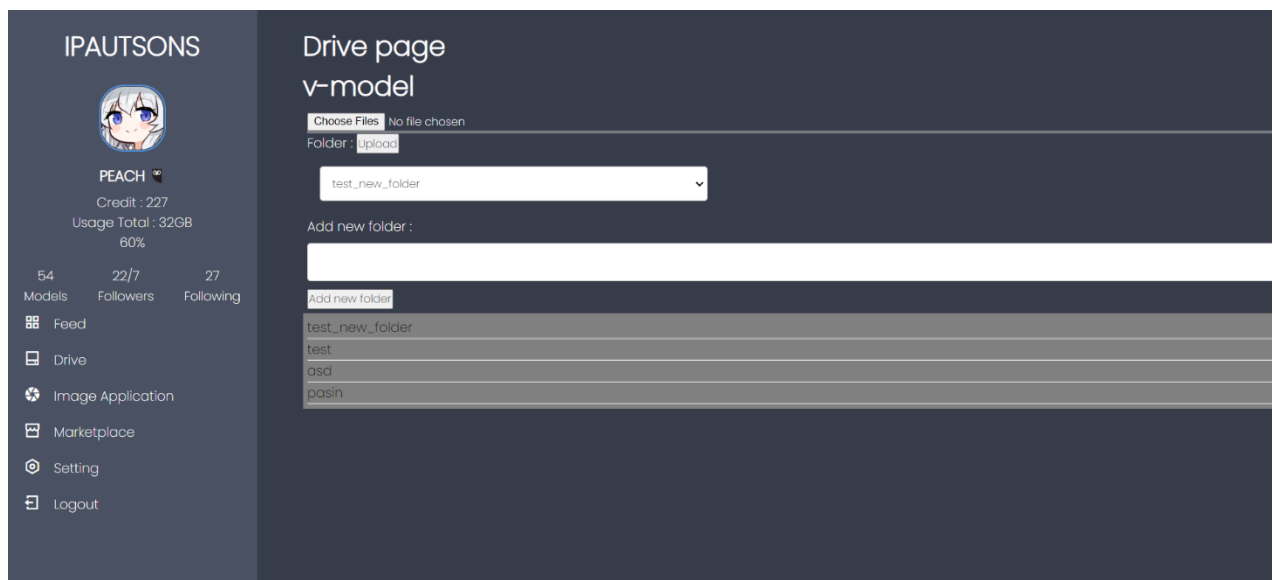 IPAUTSONS
PEACH
Credit : 227
Usage Total : 32GB
60%
54 22/7 27
Models Followers Following
Feed
Drive
Image Application
Marketplace
Setting
Logout
Drive page
v-model
Choose Files No file chosen
Folder : Upload
test_new_folder
Add new folder :
Add new folder
test_new_folder
test
asd
pasin